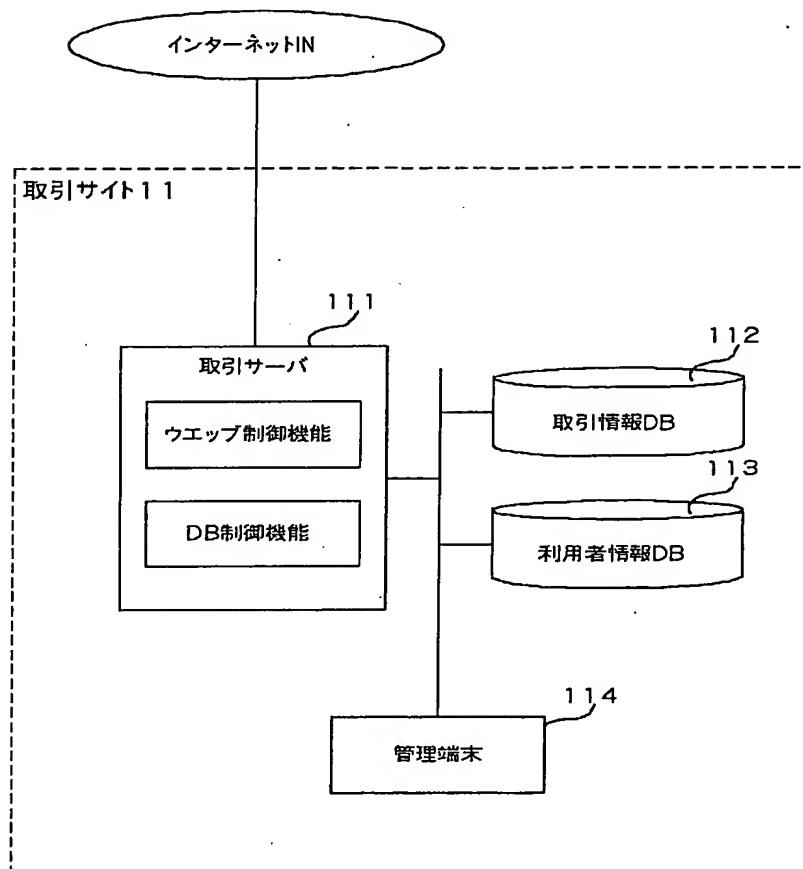 インターネットIN
取引サイト11
111
取引サーバ
ウエッブ制御機能
DB制御機能
112
取引情報DB
113
利用者情報DB
114
管理端末